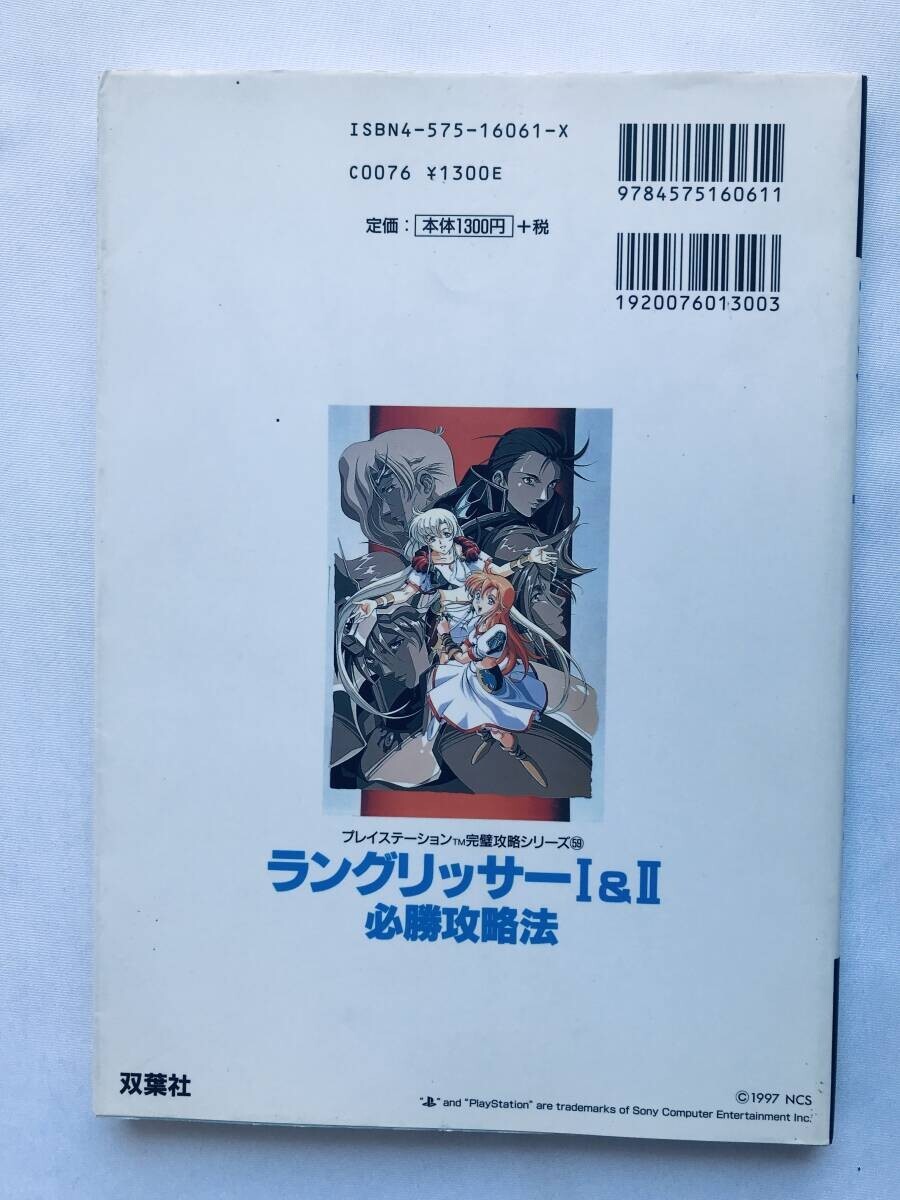 ISBN4-575-16061-X
C0076 ¥1300E
定価：本体1300円+税
9784575160611
1920076013003
プレイステーション™完璧攻略シリーズ㊾
ラングリッサーI&II
必勝攻略法
双葉社
©1997 NCS
"PS" and "PlayStation" are trademarks of Sony Computer Entertainment Inc.